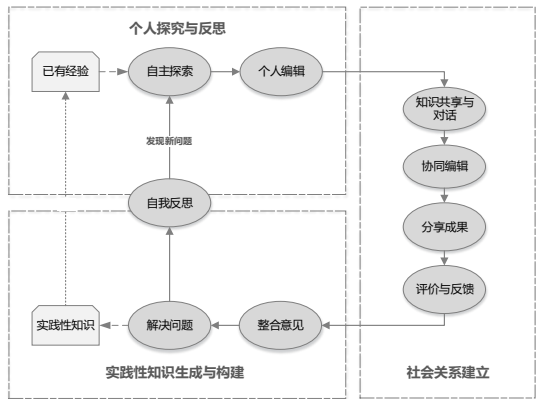 个人探究与反思
已有经验
自主探索
个人编辑
知识共享与
对话
发现新问题
协同编辑
自我反思
分享成果
评价与反馈
实践性知识
解决问题
整合意见
实践性知识生成与构建
社会关系建立